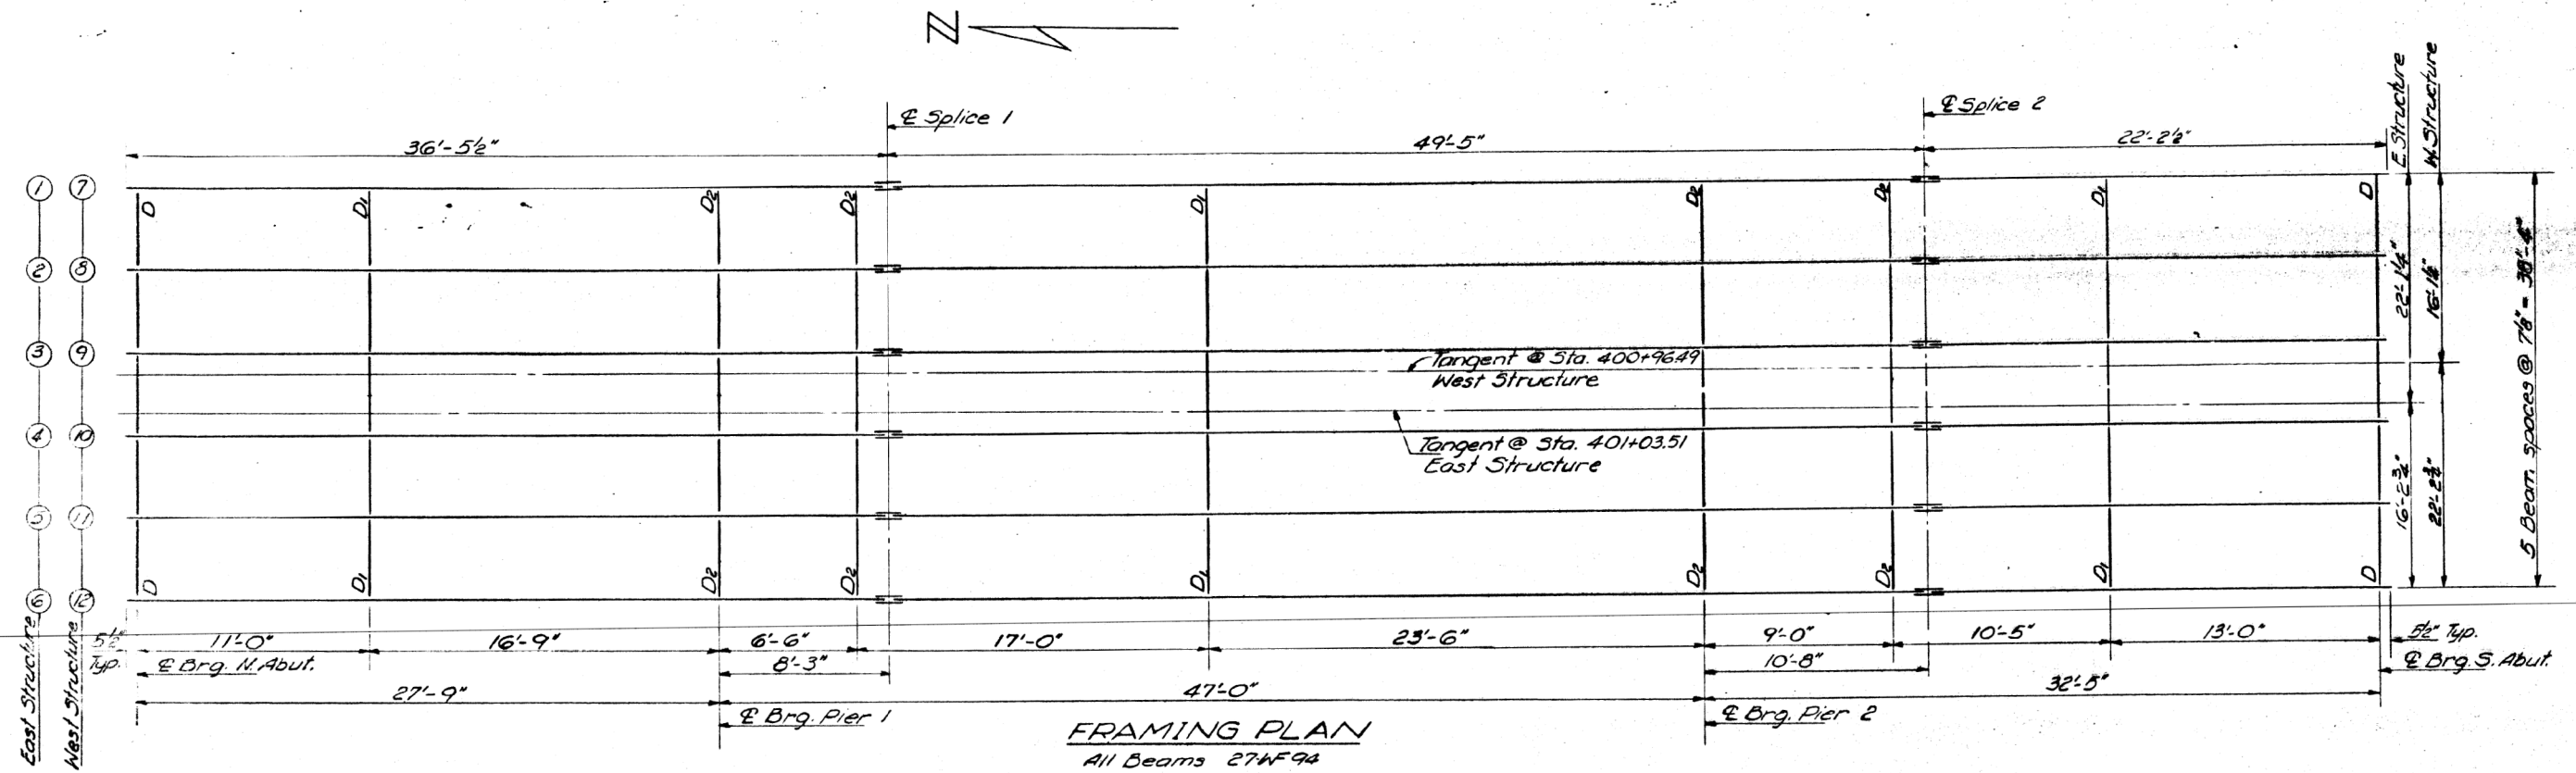 N
℄ Splice 1
℄ Splice 2
36'-5½"
49'-5"
22'-2½"
E. Structure
W. Structure
1 7
2 8
3 9
4 10
5 11
6 12
East Structure
West Structure
D D1 D2 D2 D1 D2 D2 D1 D
Tangent @ Sta. 400+96.49
West Structure
Tangent @ Sta. 401+03.51
East Structure
22'-1¼"
16'-2¾"
22'-2¾"
5 Beam spaces @ 7'-8" = 38'-4"
D D1 D2 D2 D1 D2 D2 D1 D
5½"
Typ.
11'-0"
16'-9"
6'-6"
17'-0"
23'-6"
9'-0"
10'-5"
13'-0"
5½" Typ.
℄ Brg. N. Abut.
8'-3"
10'-8"
℄ Brg. S. Abut.
27'-9"
47'-0"
32'-5"
℄ Brg. Pier 1
℄ Brg. Pier 2
FRAMING PLAN
All Beams 27WF94